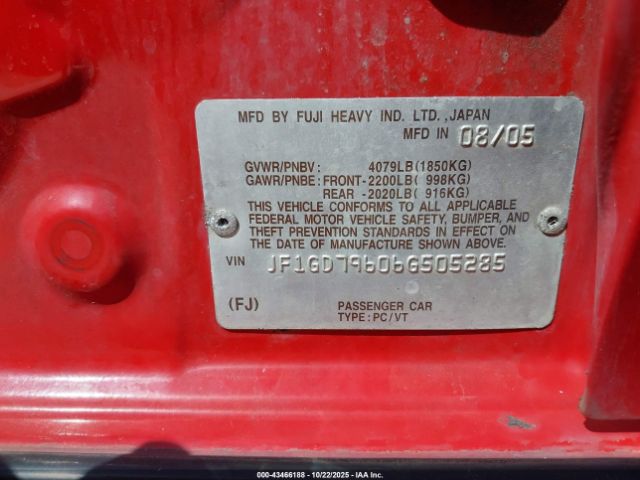 MFD BY FUJI HEAVY IND. LTD., JAPAN
MFD IN 08/05
GVWR/PNBV: 4079LB(1850KG)
GAWR/PNBE: FRONT-2200LB( 998KG)
REAR -2020LB( 916KG)
THIS VEHICLE CONFORMS TO ALL APPLICABLE
FEDERAL MOTOR VEHICLE SAFETY, BUMPER, AND
THEFT PREVENTION STANDARDS IN EFFECT ON
THE DATE OF MANUFACTURE SHOWN ABOVE.
VIN JF1GD79606G505285
(FJ) PASSENGER CAR
TYPE: PC/VT
000-43466188 - 10/22/2025 - IAA Inc.